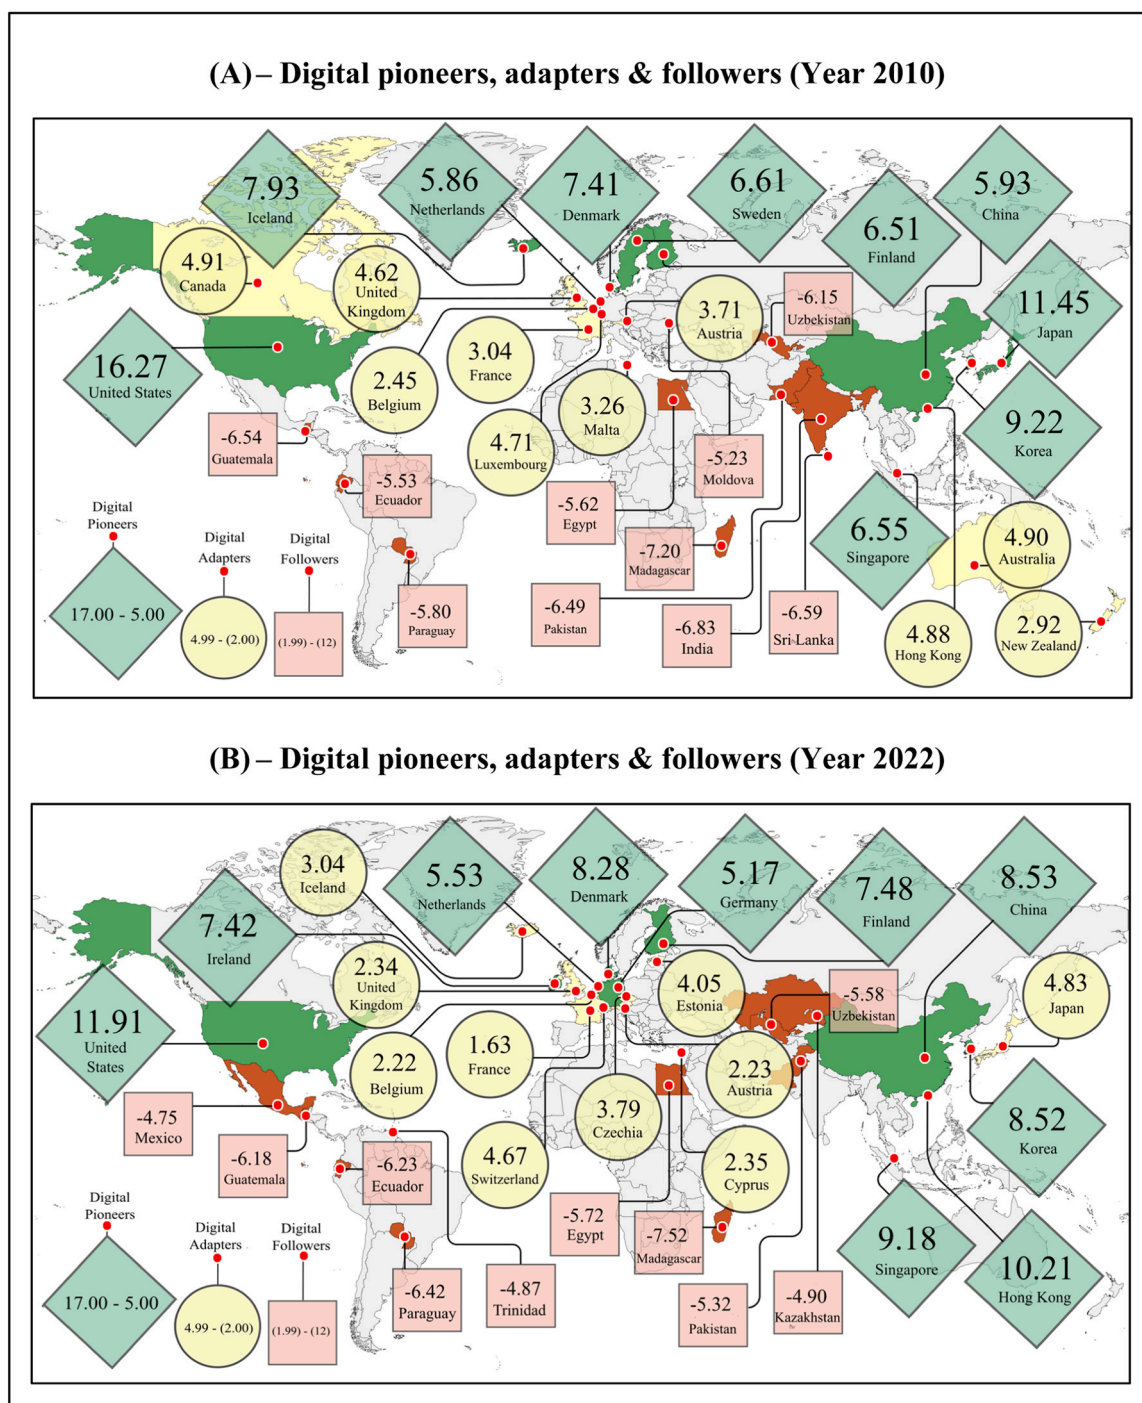 (A) – Digital pioneers, adapters & followers (Year 2010)
7.93
Iceland
5.86
Netherlands
7.41
Denmark
6.61
Sweden
6.51
Finland
5.93
China
4.91
Canada
4.62
United
Kingdom
3.71
Austria
-6.15
Uzbekistan
11.45
Japan
16.27
United States
2.45
Belgium
3.04
France
3.26
Malta
9.22
Korea
-6.54
Guatemala
4.71
Luxembourg
-5.23
Moldova
-5.53
Ecuador
-5.62
Egypt
6.55
Singapore
4.90
Australia
-7.20
Madagascar
-5.80
Paraguay
-6.49
Pakistan
-6.83
India
-6.59
Sri Lanka
4.88
Hong Kong
2.92
New Zealand
Digital
Pioneers
17.00 - 5.00
Digital
Adapters
4.99 - (2.00)
Digital
Followers
(1.99) - (12)
(B) – Digital pioneers, adapters & followers (Year 2022)
3.04
Iceland
5.53
Netherlands
8.28
Denmark
5.17
Germany
7.48
Finland
8.53
China
7.42
Ireland
2.34
United
Kingdom
4.05
Estonia
-5.58
Uzbekistan
4.83
Japan
11.91
United
States
2.22
Belgium
1.63
France
2.23
Austria
3.79
Czechia
8.52
Korea
-4.75
Mexico
-6.18
Guatemala
-6.23
Ecuador
4.67
Switzerland
2.35
Cyprus
-5.72
Egypt
-7.52
Madagascar
9.18
Singapore
10.21
Hong Kong
-6.42
Paraguay
-4.87
Trinidad
-5.32
Pakistan
-4.90
Kazakhstan
Digital
Pioneers
17.00 - 5.00
Digital
Adapters
4.99 - (2.00)
Digital
Followers
(1.99) - (12)